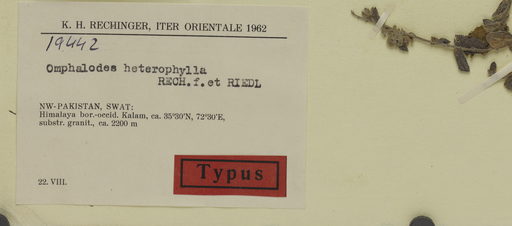 K. H. RECHINGER, ITER ORIENTALE 1962
19442
Omphalodes heterophylla
RECH.f.et RIEDL
NW-PAKISTAN, SWAT:
Himalaya bor.-occid. Kalam, ca. 35°30'N, 72°30'E,
substr. granit., ca. 2200 m
Typus
22. VIII.